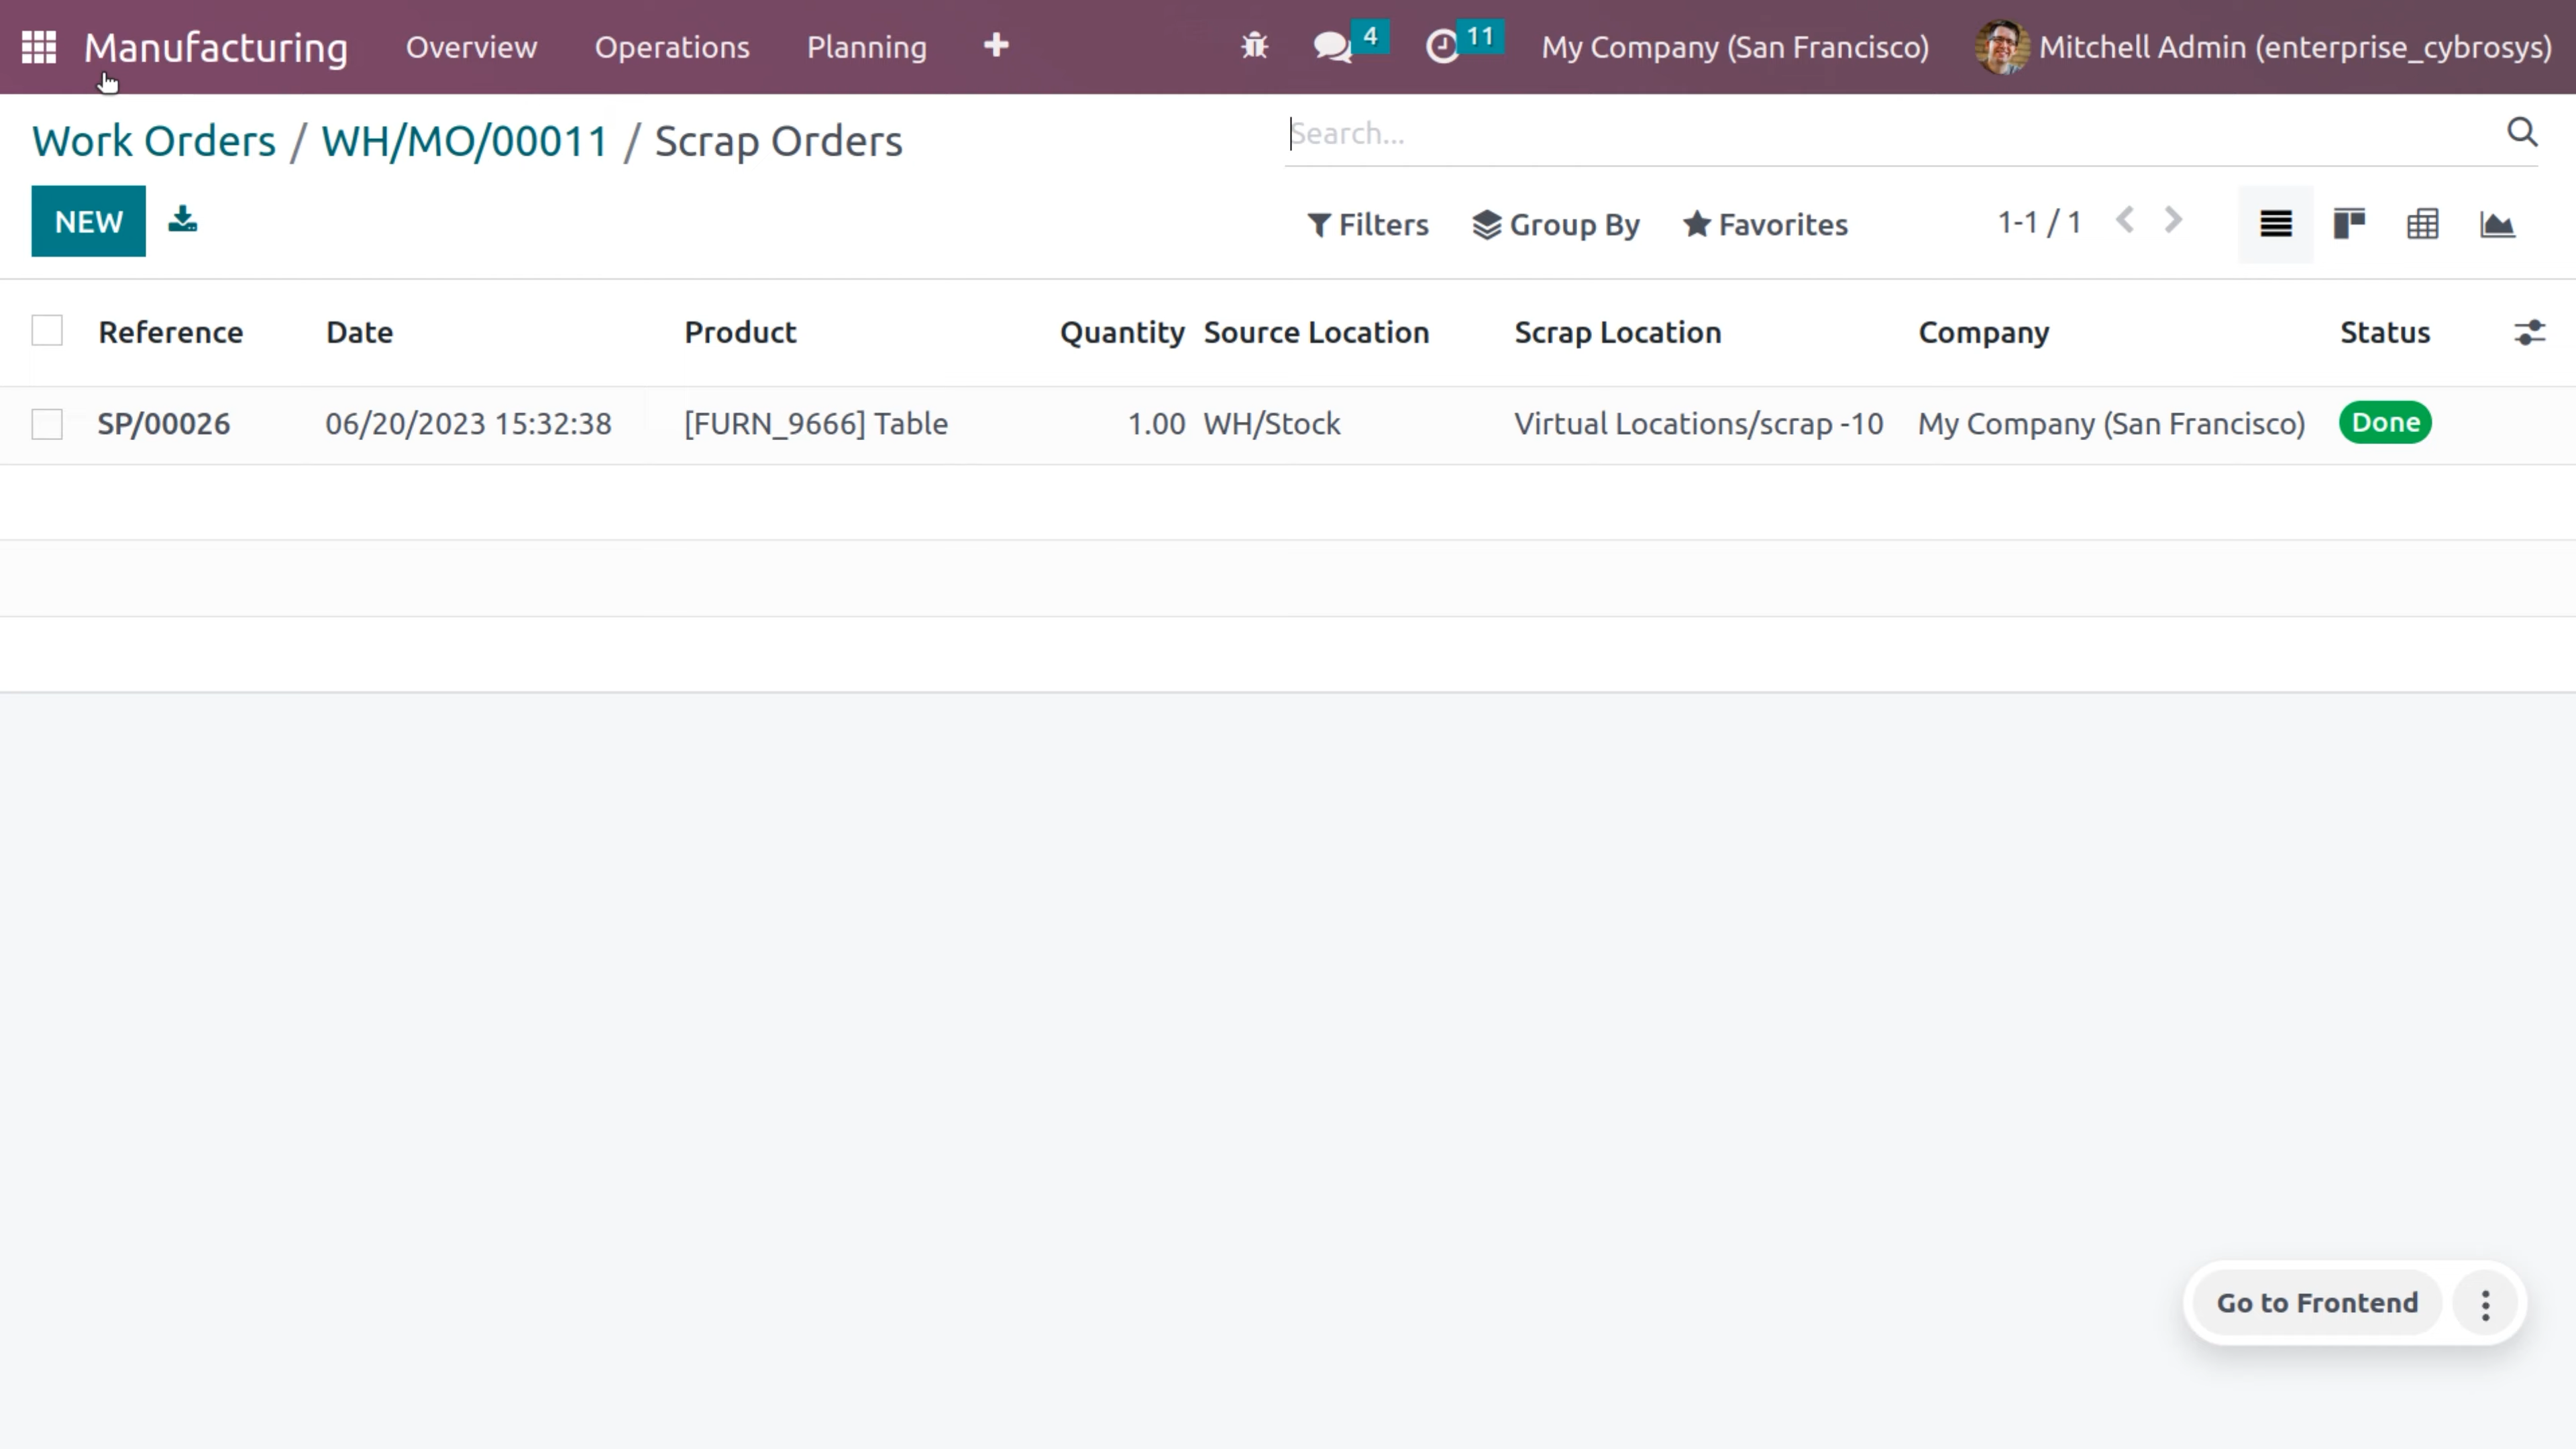 Manufacturing Overview Operations Planning 4 11 My Company (San Francisco) Mitchell Admin (enterprise_cybrosys)
Work Orders / WH/MO/00011 / Scrap Orders
Search...
NEW
Filters Group By Favorites 1-1 / 1
Reference Date Product Quantity Source Location Scrap Location Company Status
SP/00026 06/20/2023 15:32:38 [FURN_9666] Table 1.00 WH/Stock Virtual Locations/scrap -10 My Company (San Francisco) Done
Go to Frontend